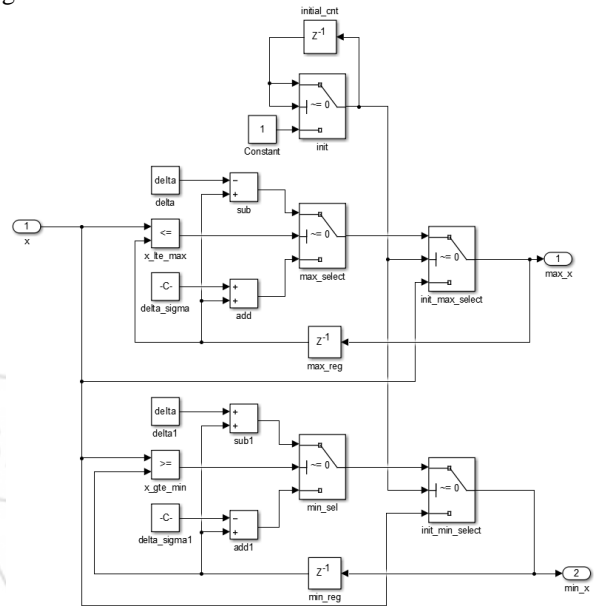 initial_cnt
Z-1
~= 0
init
1
Constant
delta
delta
−
+
sub
1
x
<=
x_lte_max
~= 0
max_select
~= 0
init_max_select
1
max_x
-C-
delta_sigma
+
+
add
Z-1
max_reg
delta
delta1
+
+
sub1
>=
x_gte_min
~= 0
min_sel
~= 0
init_min_select
-C-
delta_sigma1
−
+
add1
Z-1
min_reg
2
min_x